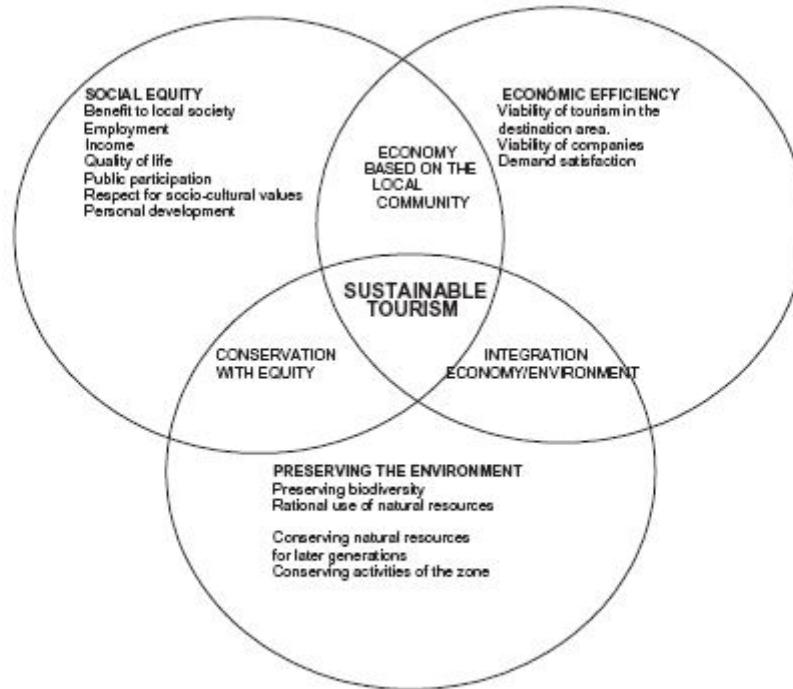 SOCIAL EQUITY
Benefit to local society
Employment
Income
Quality of life
Public participation
Respect for socio-cultural values
Personal development
ECONÓMIC EFFICIENCY
Viability of tourism in the
destination area.
Viability of companies
Demand satisfaction
ECONOMY
BASED ON THE
LOCAL
COMMUNITY
SUSTAINABLE
TOURISM
CONSERVATION
WITH EQUITY
INTEGRATION
ECONOMY/ENVIRONMENT
PRESERVING THE ENVIRONMENT
Preserving biodiversity
Rational use of natural resources
Conserving natural resources
for later generations
Conserving activities of the zone